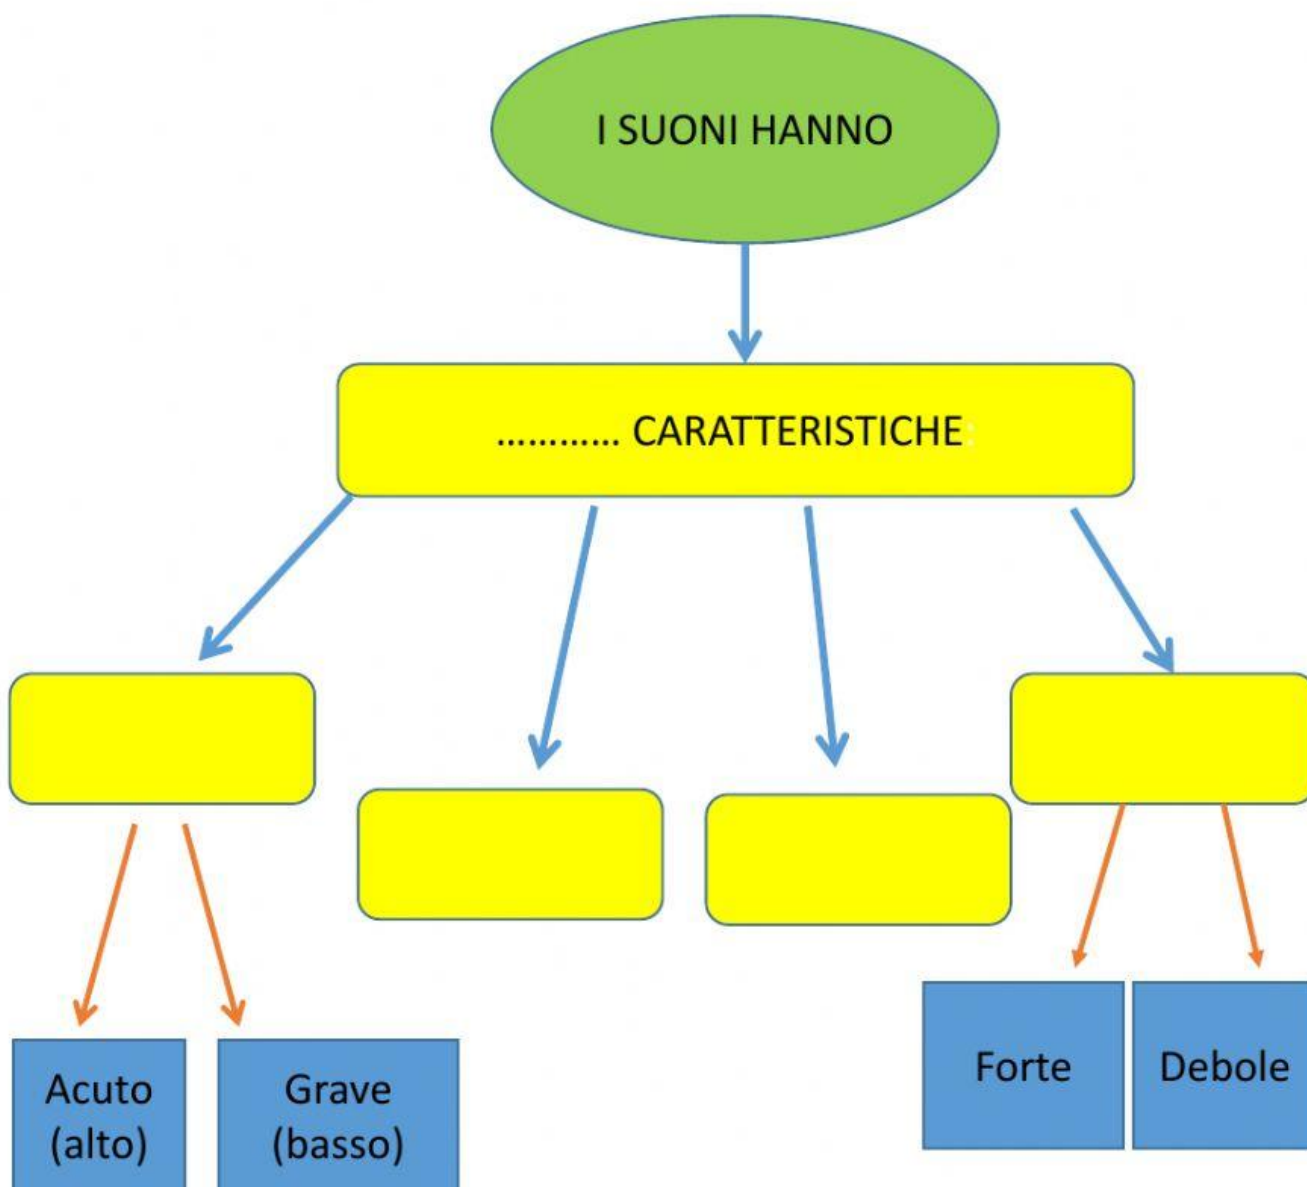 I SUONI HANNO
………… CARATTERISTICHE:
Acuto
(alto)
Grave
(basso)
Forte
Debole